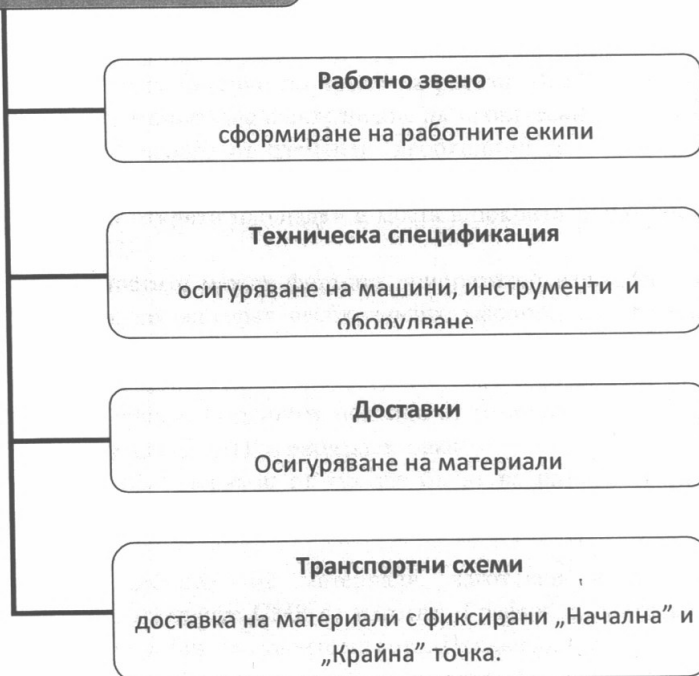 Работно звено
сформиране на работните екипи
Техническа спецификация
осигуряване на машини, инструменти и
оборудване
Доставки
Осигуряване на материали
Транспортни схеми
доставка на материали с фиксирани „Начална” и
„Крайна” точка.